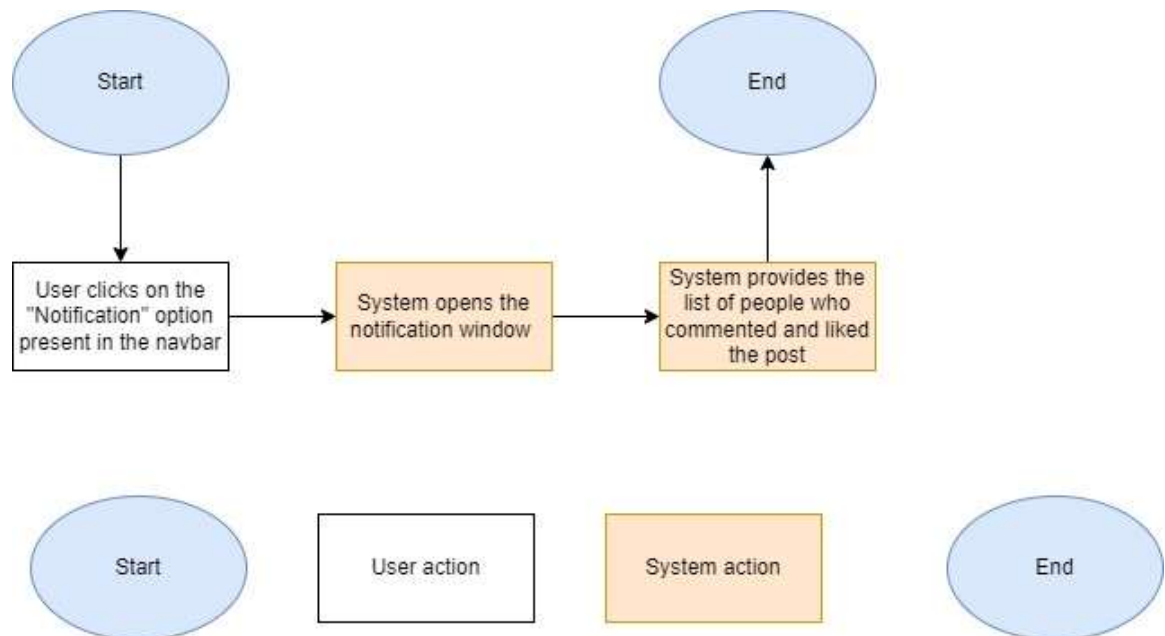 Start
End
User clicks on the
"Notification" option
present in the navbar
System opens the
notification window
System provides the
list of people who
commented and liked
the post
Start
User action
System action
End